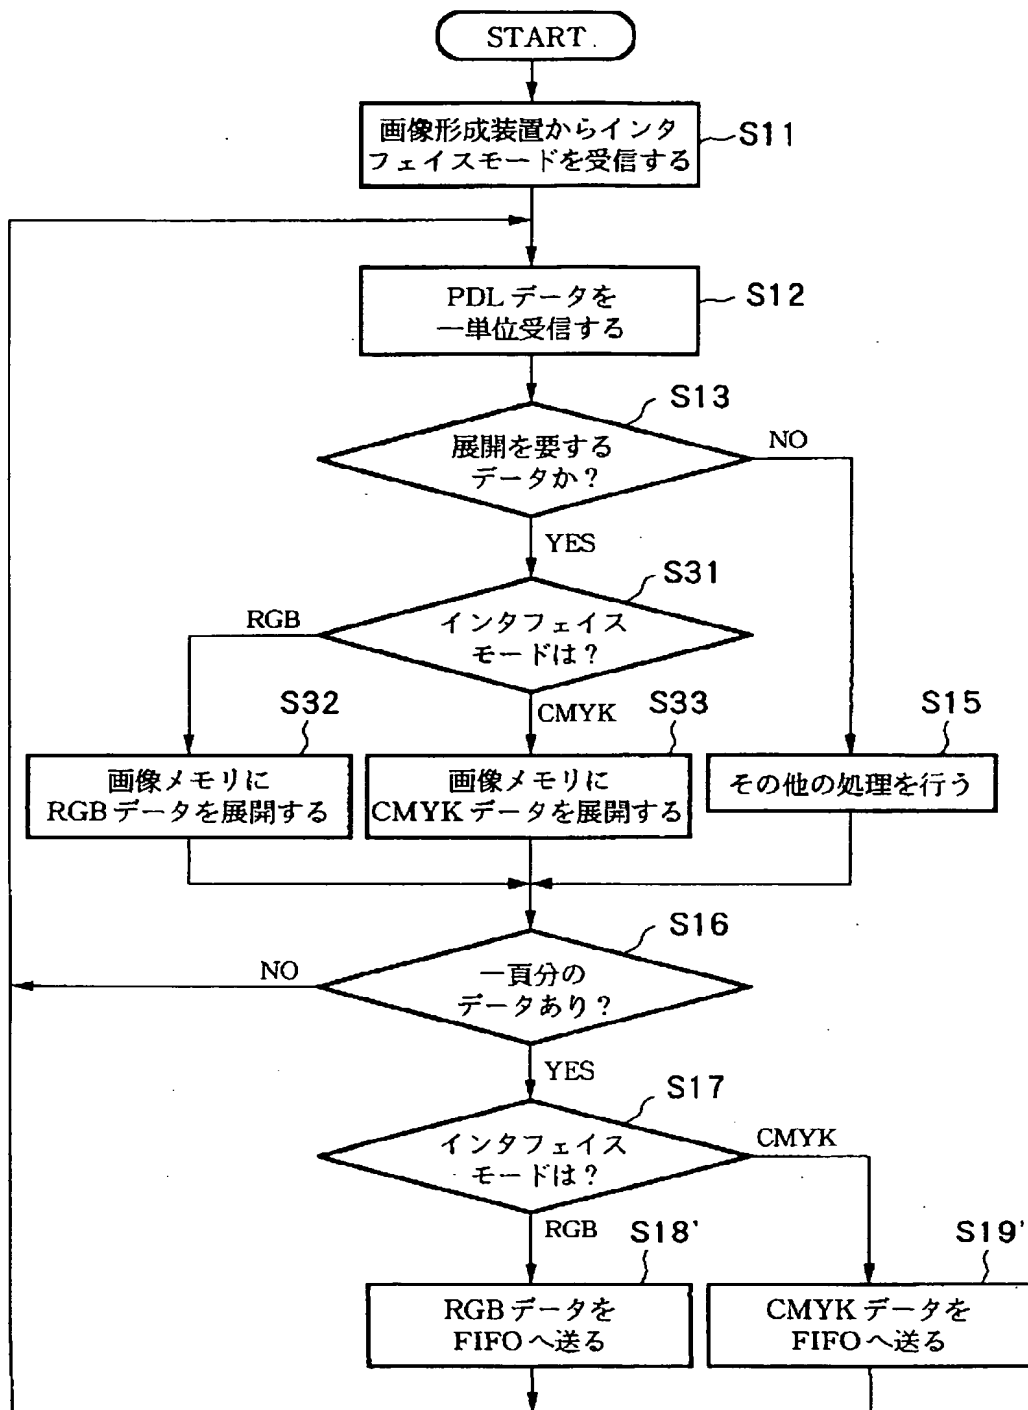 START
画像形成装置からインタ
フェイスモードを受信する
S11
PDLデータを
一単位受信する
S12
S13
展開を要する
データか?
NO
YES
S31
インタフェイス
モードは?
RGB
CMYK
S32
画像メモリに
RGBデータを展開する
S33
画像メモリに
CMYKデータを展開する
S15
その他の処理を行う
S16
一頁分の
データあり?
NO
YES
S17
インタフェイス
モードは?
CMYK
RGB
S18'
RGBデータを
FIFOへ送る
S19'
CMYKデータを
FIFOへ送る